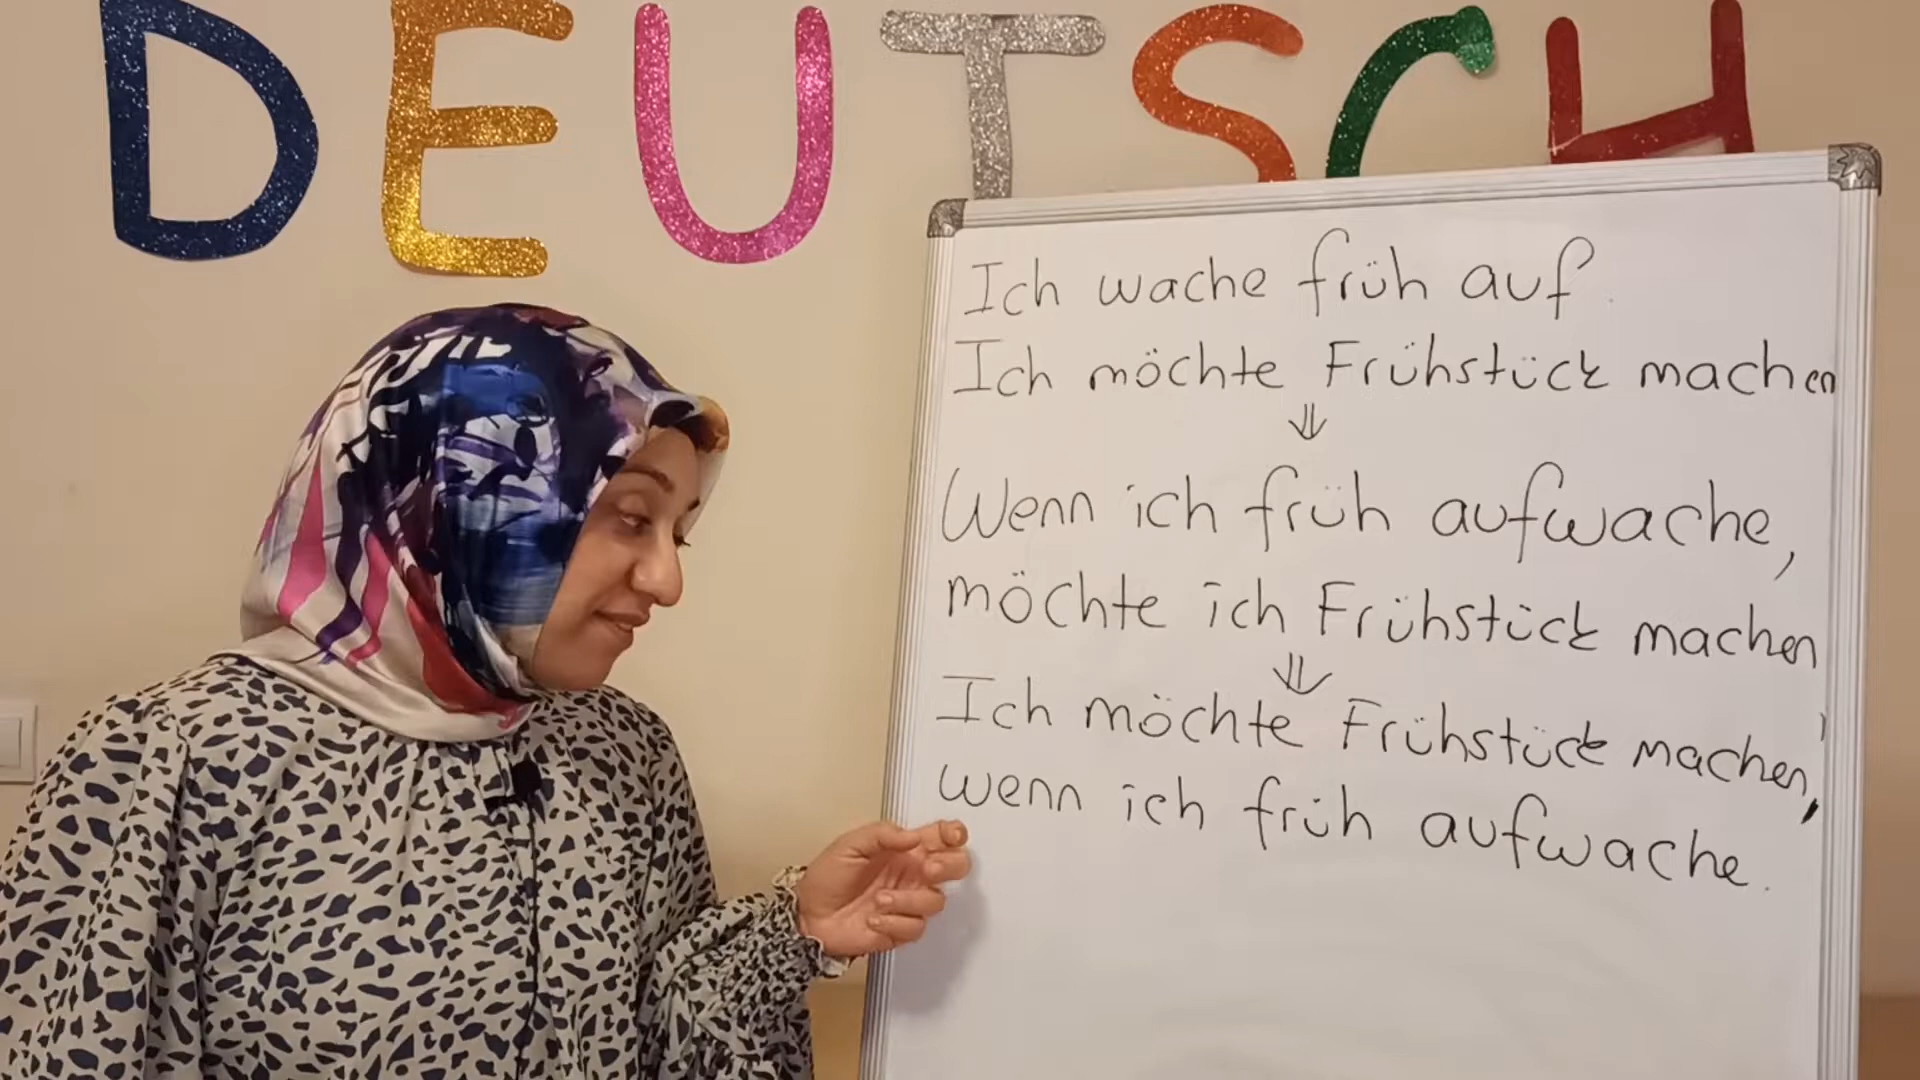 DEUTSCH
Ich wache früh auf.
Ich möchte Frühstück machen
⇓
Wenn ich früh aufwache,
möchte ich Frühstück machen
⇓
Ich möchte Frühstück machen,
wenn ich früh aufwache.